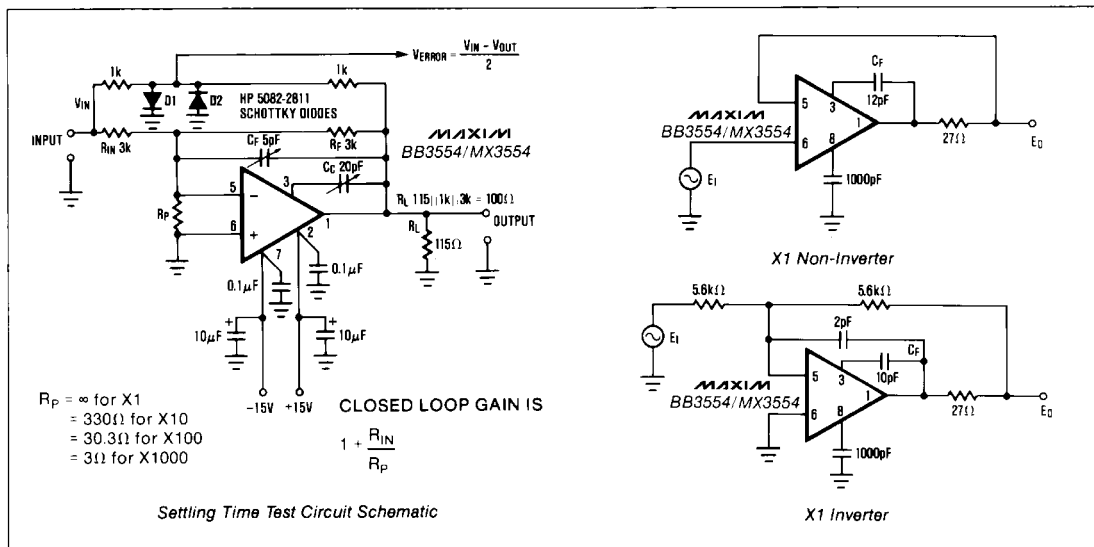 VERROR = VIN – VOUT
2
1k
1k
VIN
D1
D2
HP 5082-2811
SCHOTTKY DIODES
INPUT
RIN 3k
RF 3k
CF 5pF
MAXIM
BB3554/MX3554
CC 20pF
5
3
RP
1
6
2
7
RL 115||1k||3k = 100Ω
RL
115Ω
OUTPUT
0.1µF
0.1µF
10µF
10µF
–15V
+15V
RP = ∞ for X1
= 330Ω for X10
= 30.3Ω for X100
= 3Ω for X1000
CLOSED LOOP GAIN IS
1 + RIN
RP
Settling Time Test Circuit Schematic
CF
12pF
5
3
1
6
8
MAXIM
BB3554/MX3554
27Ω
EO
EI
1000pF
X1 Non-Inverter
5.6kΩ
5.6kΩ
EI
2pF
CF
10pF
5
3
1
6
8
MAXIM
BB3554/MX3554
27Ω
EO
1000pF
X1 Inverter